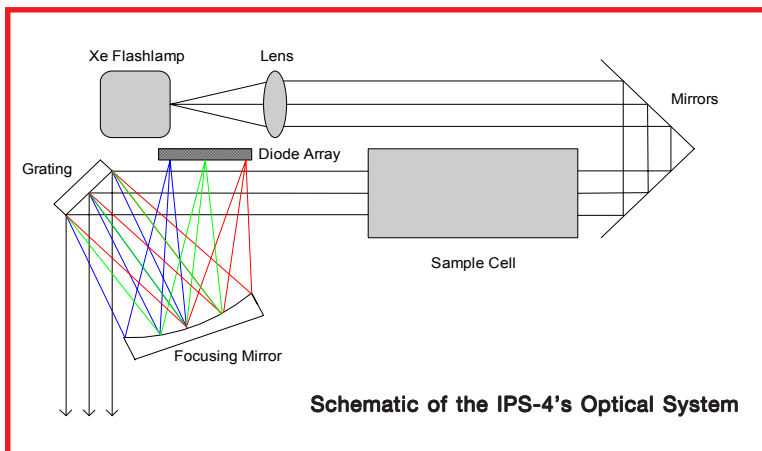 Xe Flashlamp
Lens
Mirrors
Diode Array
Grating
Sample Cell
Focusing Mirror
Schematic of the IPS-4's Optical System